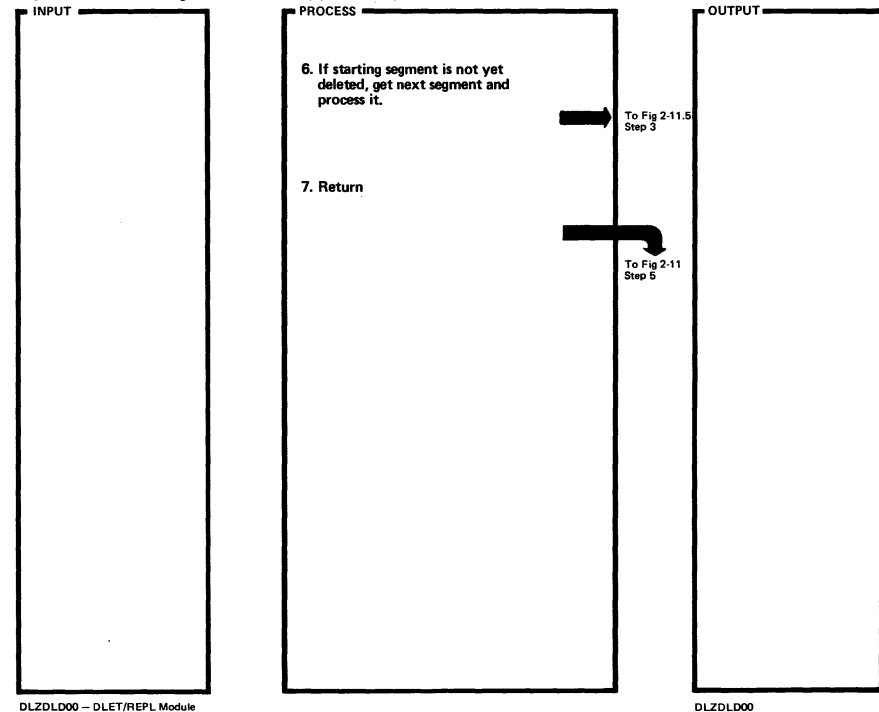 INPUT
PROCESS
OUTPUT
6. If starting segment is not yet
deleted, get next segment and
process it.
To Fig 2-11.5
Step 3
7. Return
To Fig 2-11
Step 5
DLZDLD00 – DLET/REPL Module
DLZDLD00